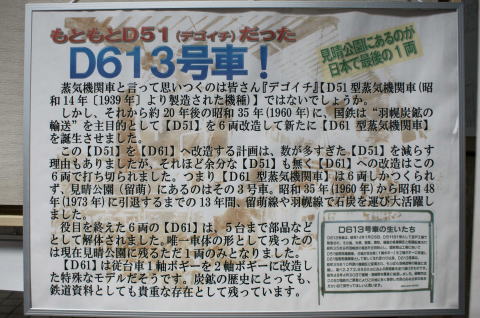 もともとD51(デゴイチ)だった
D613号車！
見晴公園にあるのが
日本で最後の1両
蒸気機関車と言って思いつくのは皆さん『デゴイチ』【D51 型蒸気機関車(昭
和14年〔1939年〕より製造された機種)】ではないでしょうか。
しかし、それから約20年後の昭和35年(1960年)に、国鉄は"羽幌炭鉱の
輸送"を主目的として【D51】を6両改造して新たに【D61 型蒸気機関車】
を誕生させました。
この【D51】を【D61】へ改造する計画は、数が多すぎた【D51】を減らす
理由もありましたが、それほど余分な【D51】も無く【D61】への改造はこの
6両で打ち切られました。つまり【D61 型蒸気機関車】は6両しかつくられ
ず、見晴公園（留萌）にあるのはその3号車。昭和35年(1960年)から昭和48
年(1973年)に引退するまでの13年間、留萌線や羽幌線で石炭を運び大活躍し
ました。
役目を終えた6両の【D61】は、5台まで部品など
として解体されました。唯一車体の形として残ったの
は現在見晴公園に残るただ1両のみとなりました。
【D61】は従台車1軸ボギーを2軸ボギーに改造し
た特殊なモデルだそうです。炭鉱の歴史にとっても、
鉄道資料としても貴重な存在として残っています。
D613号車の生いたち